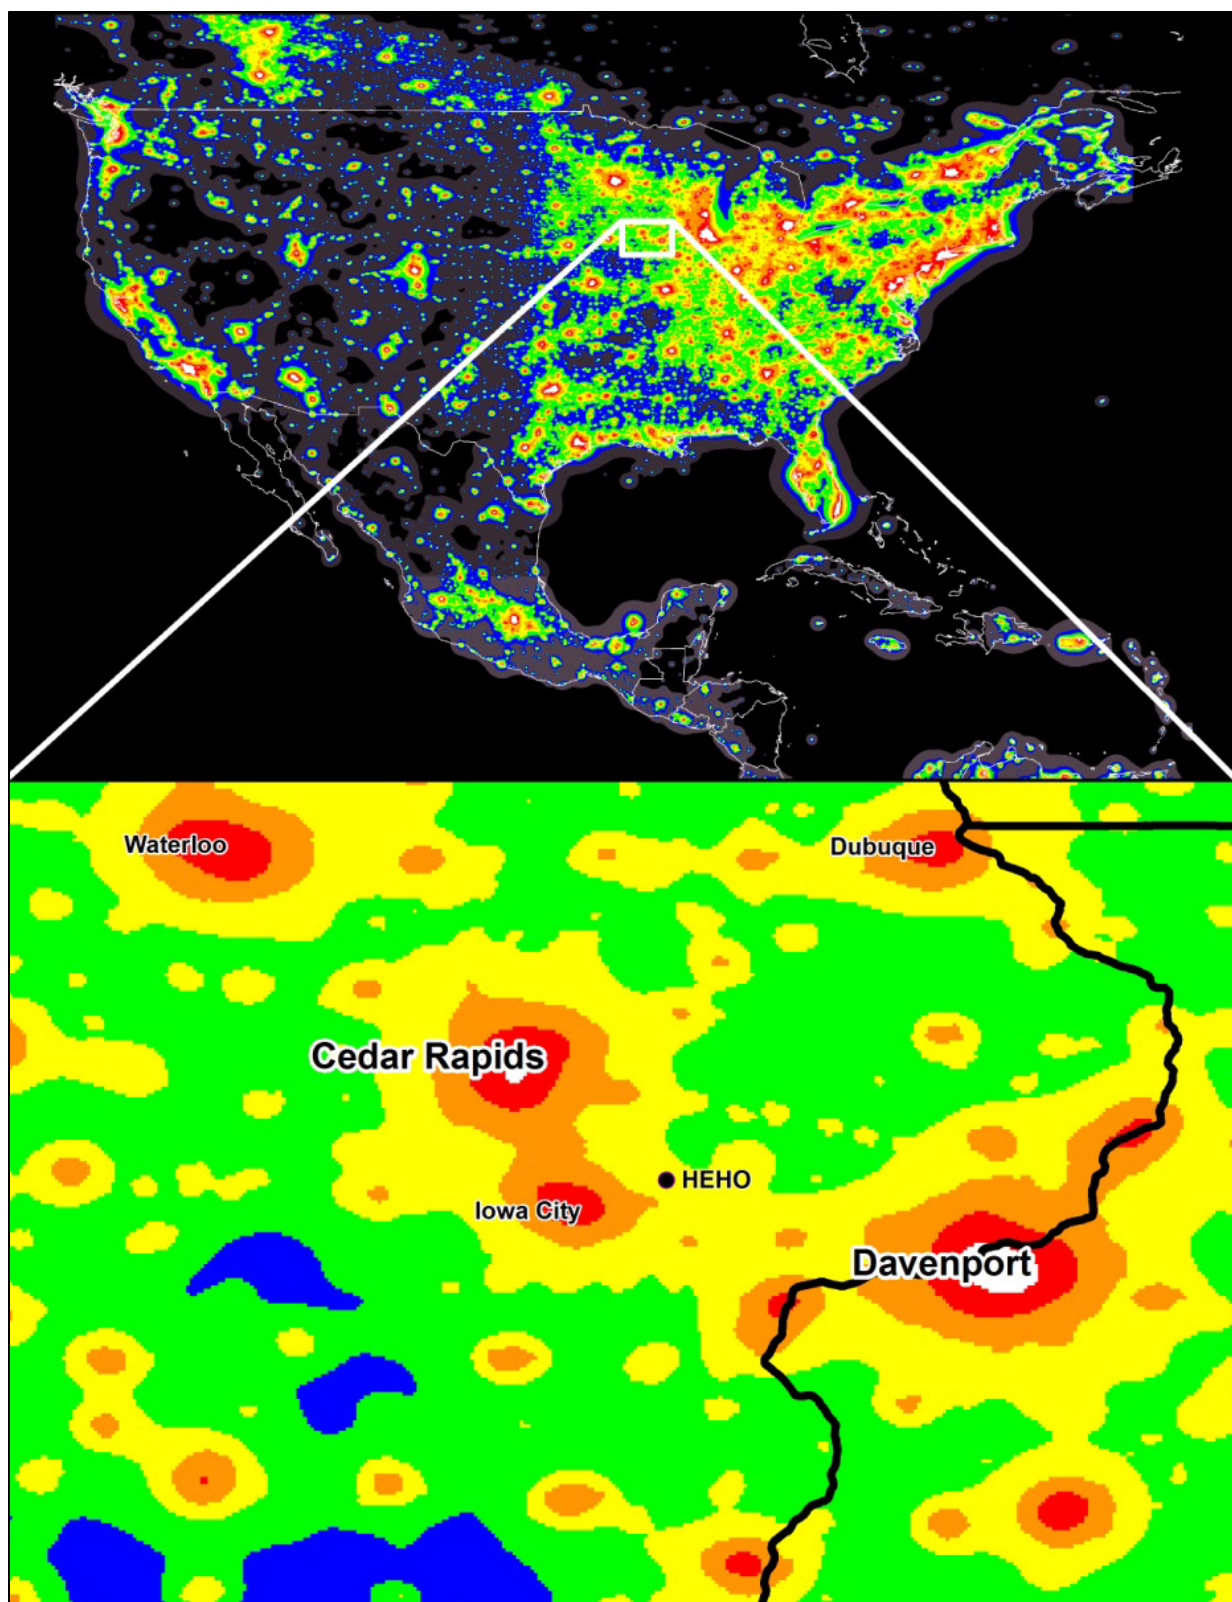 Waterloo
Dubuque
Cedar Rapids
HEHO
Iowa City
Davenport